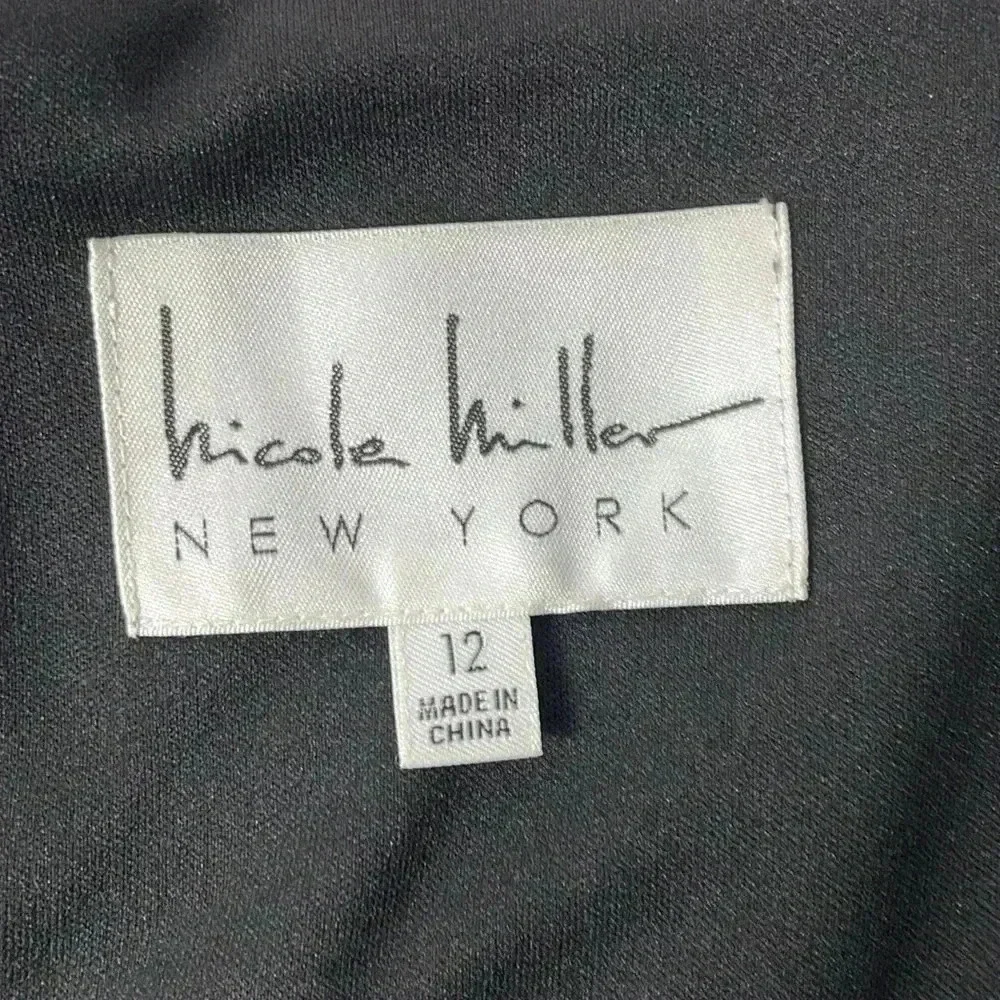 nicole miller
NEW YORK
12
MADE IN
CHINA